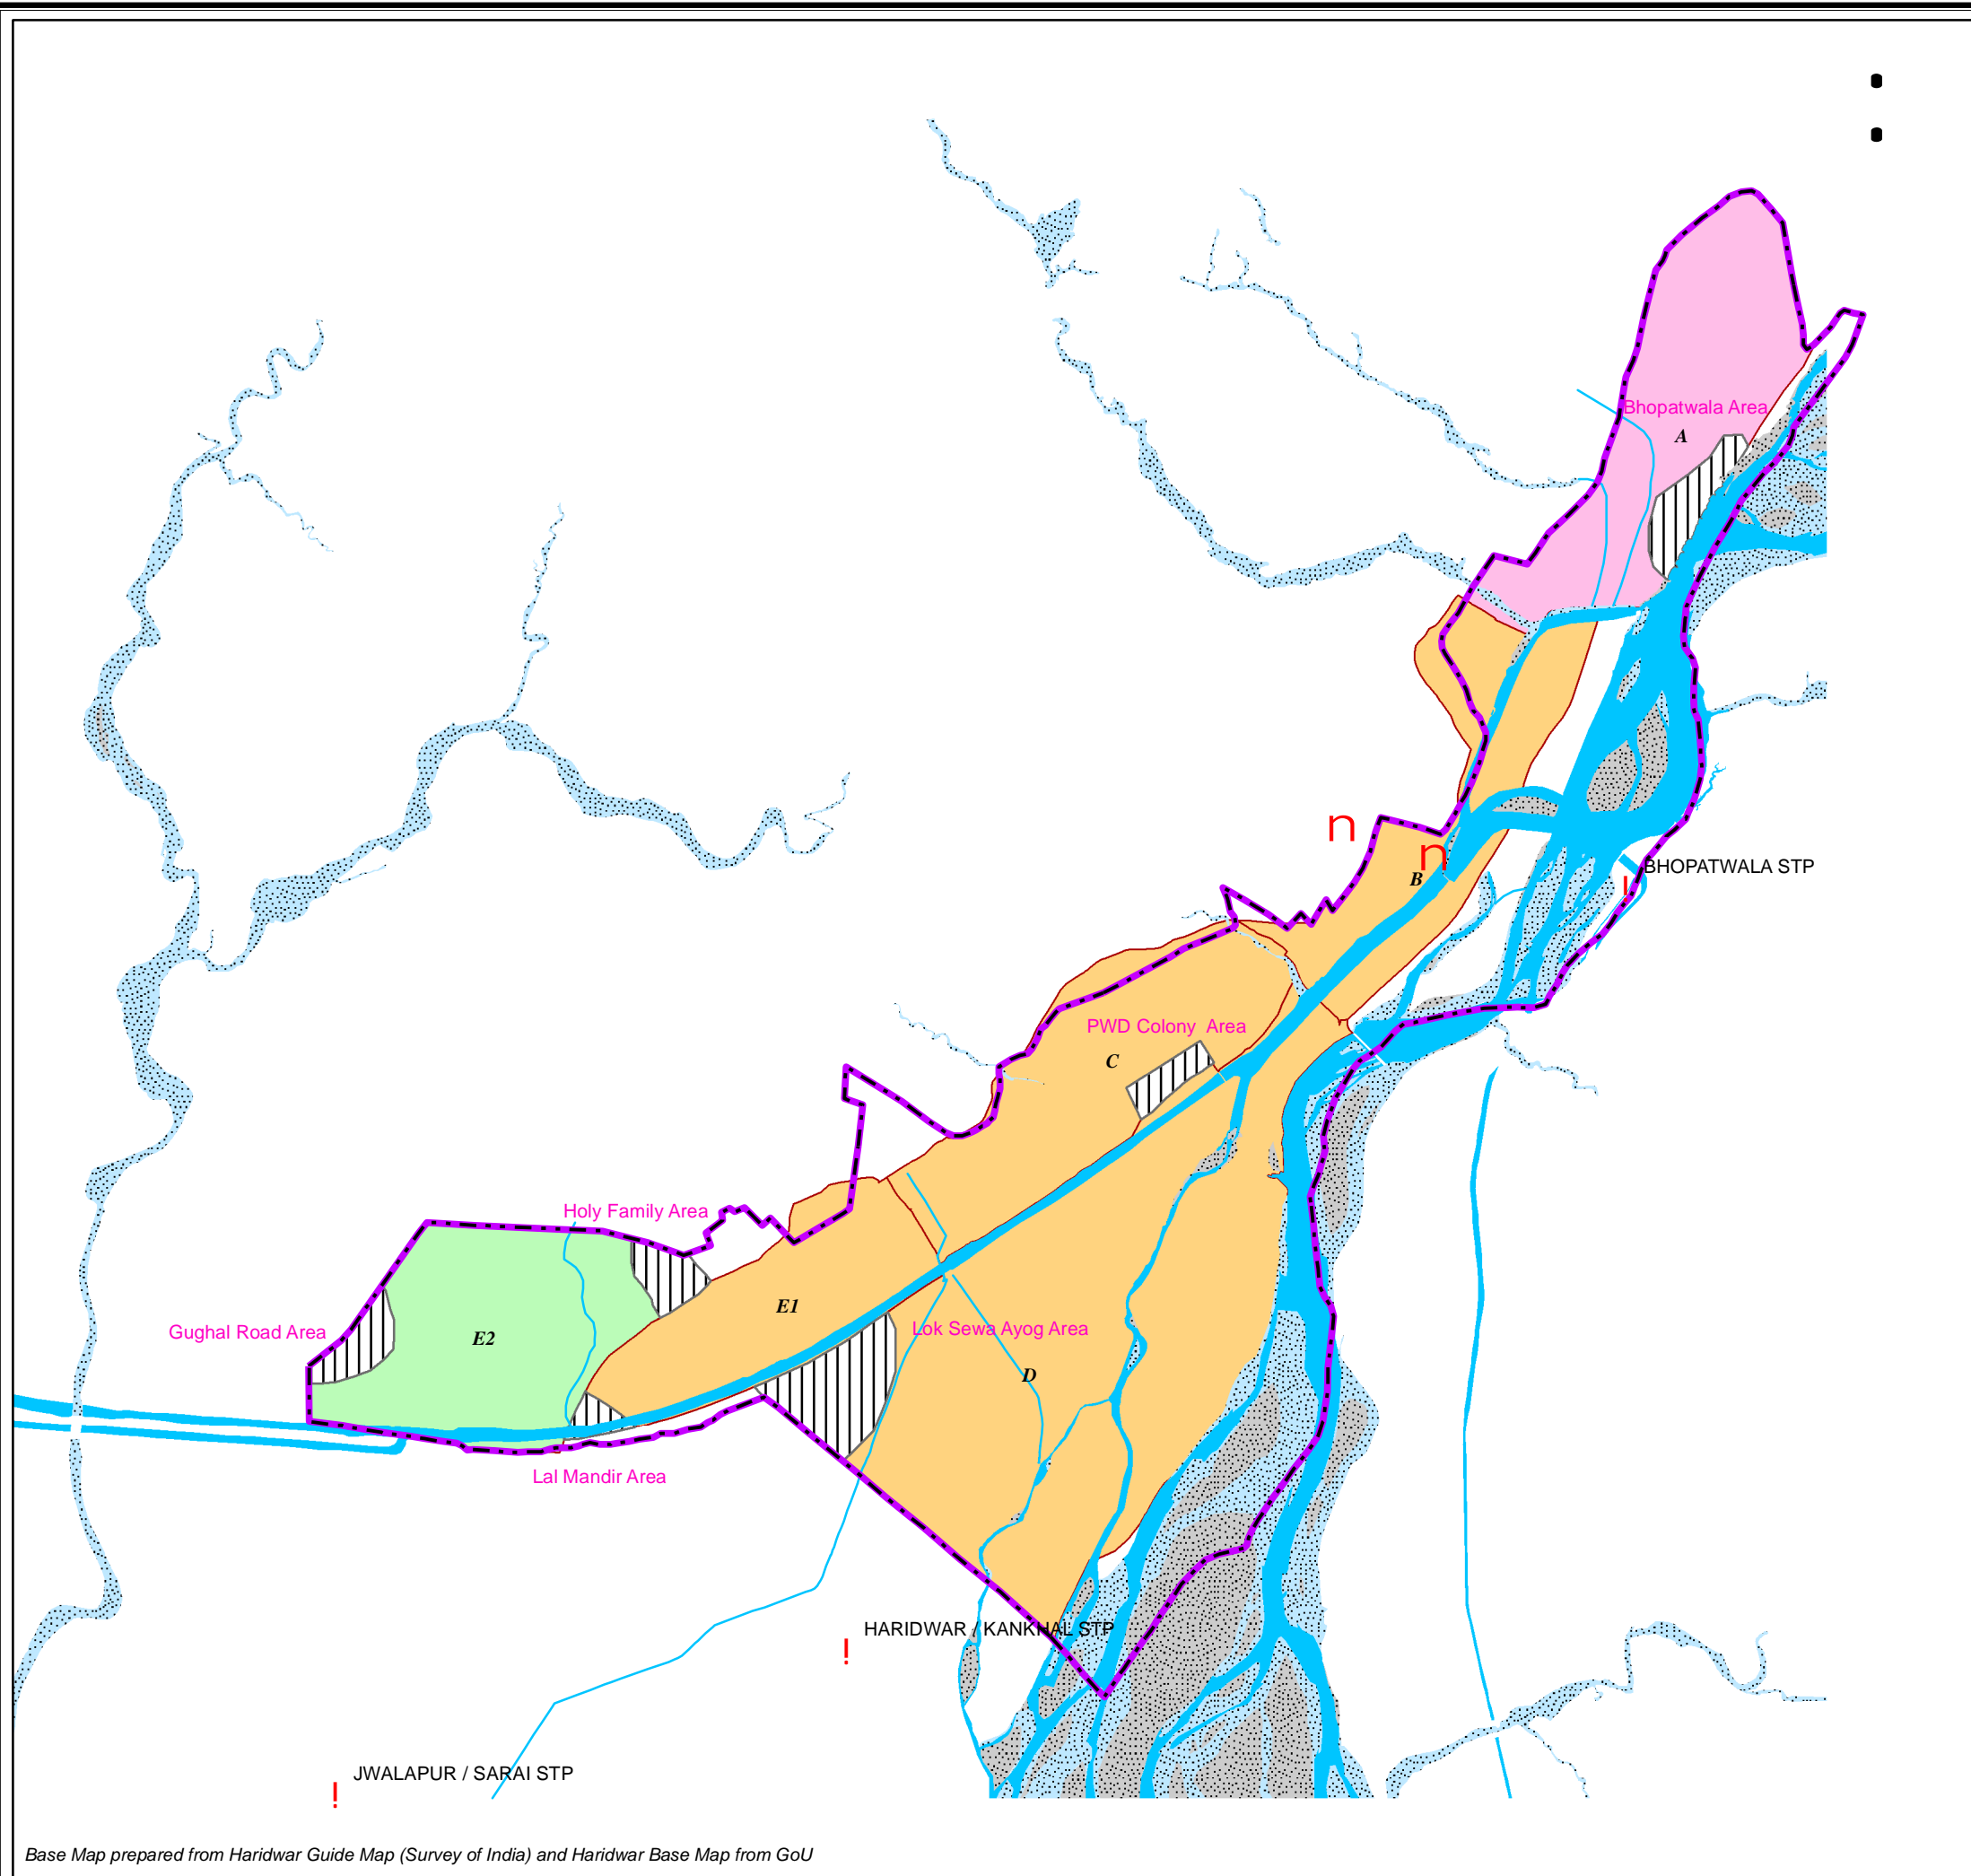 Bhopatwala Area
A
n
n
B
BHOPATWALA STP
!
PWD Colony Area
C
Holy Family Area
E1
Gughal Road Area
E2
Lok Sewa Ayog Area
D
Lal Mandir Area
HARIDWAR / KANKHAL STP
!
JWALAPUR / SARAI STP
!
Base Map prepared from Haridwar Guide Map (Survey of India) and Haridwar Base Map from GoU